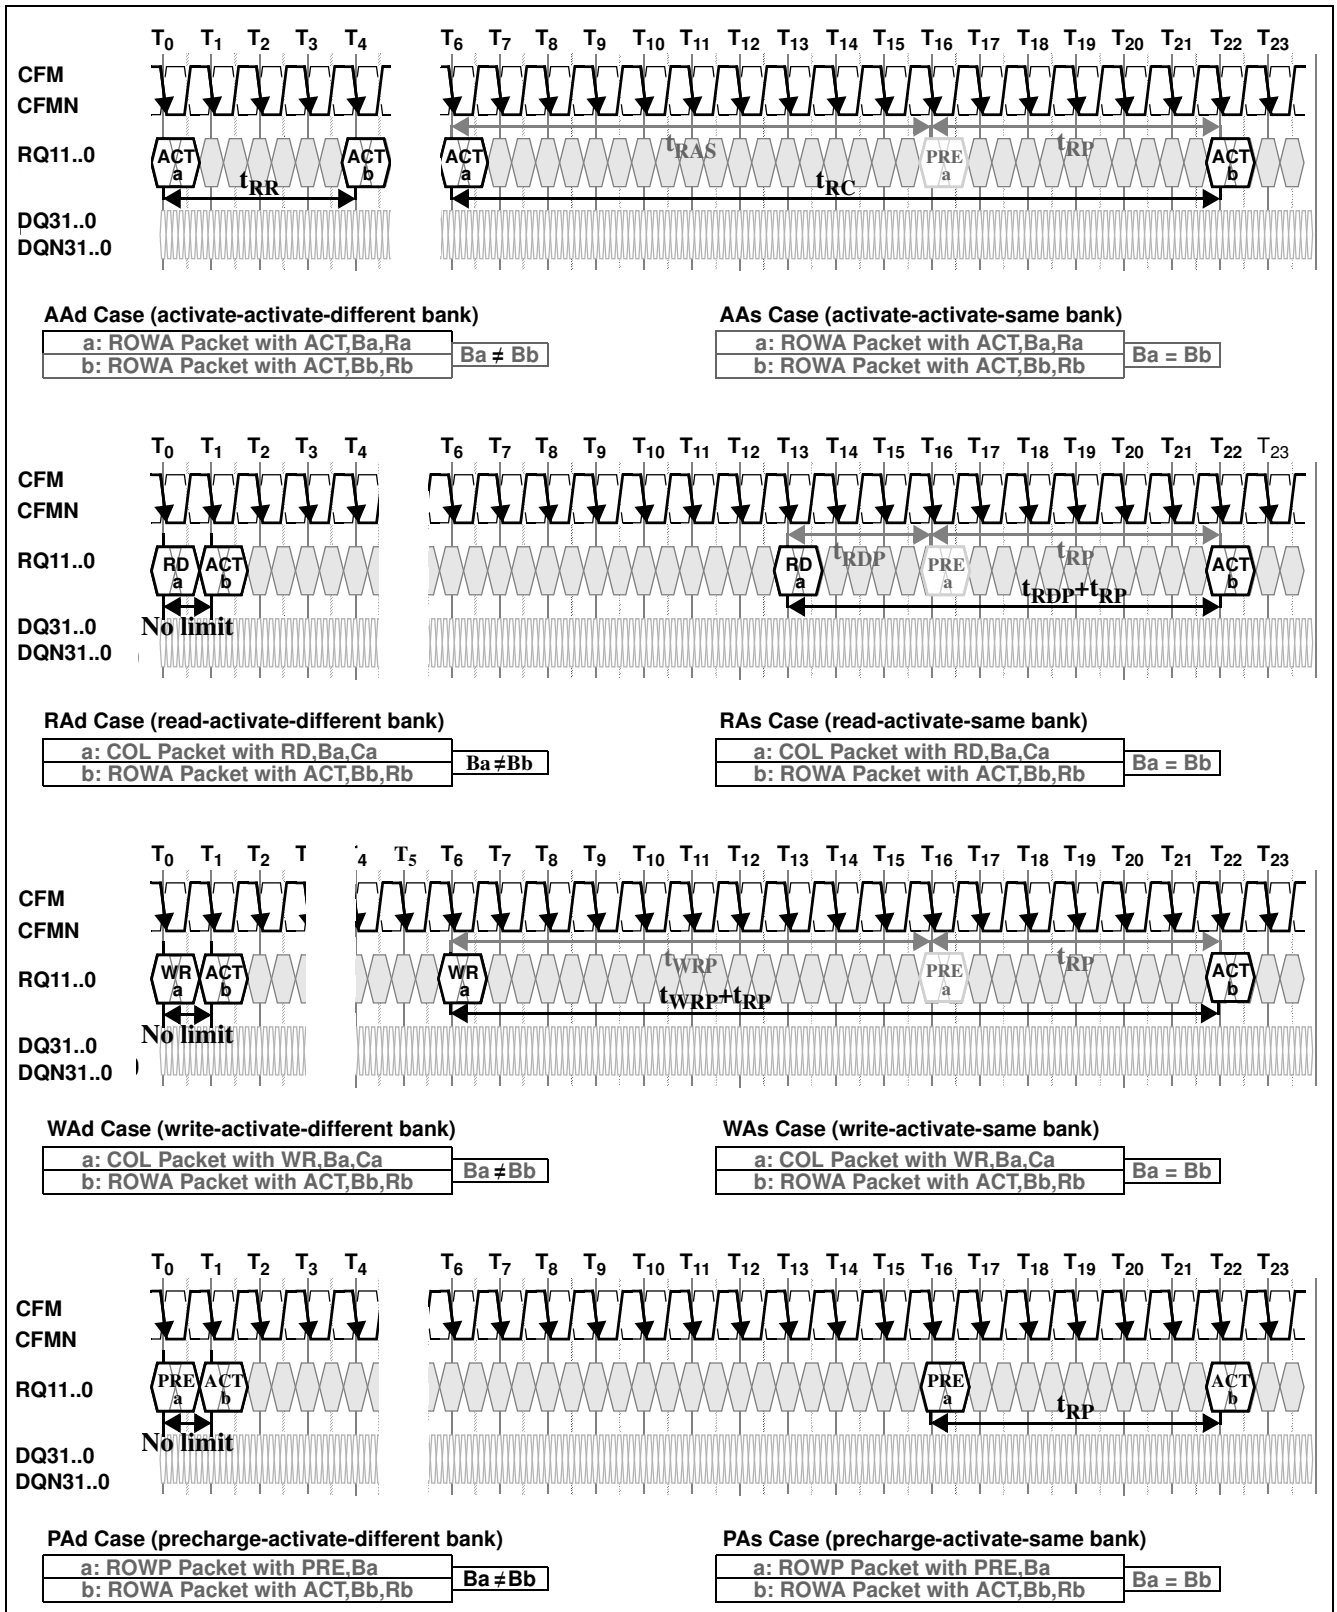 T0 T1 T2 T3 T4 T6 T7 T8 T9 T10 T11 T12 T13 T14 T15 T16 T17 T18 T19 T20 T21 T22 T23
CFM
CFMN
RQ11..0
ACT a ACT b ACT a PRE a ACT b
tRAS tRP
tRR tRC
DQ31..0
DQN31..0
AAd Case (activate-activate-different bank)
a: ROWA Packet with ACT,Ba,Ra
b: ROWA Packet with ACT,Bb,Rb
Ba ≠ Bb
AAs Case (activate-activate-same bank)
a: ROWA Packet with ACT,Ba,Ra
b: ROWA Packet with ACT,Bb,Rb
Ba = Bb
T0 T1 T2 T3 T4 T6 T7 T8 T9 T10 T11 T12 T13 T14 T15 T16 T17 T18 T19 T20 T21 T22 T23
CFM
CFMN
RQ11..0
RD a ACT b RD a PRE a ACT b
tRDP tRP
tRDP+tRP
No limit
DQ31..0
DQN31..0
RAd Case (read-activate-different bank)
a: COL Packet with RD,Ba,Ca
b: ROWA Packet with ACT,Bb,Rb
Ba ≠Bb
RAs Case (read-activate-same bank)
a: COL Packet with RD,Ba,Ca
b: ROWA Packet with ACT,Bb,Rb
Ba = Bb
T0 T1 T2 T 4 T5 T6 T7 T8 T9 T10 T11 T12 T13 T14 T15 T16 T17 T18 T19 T20 T21 T22 T23
CFM
CFMN
RQ11..0
WR a ACT b WR a PRE a ACT b
tWRP tRP
tWRP+tRP
No limit
DQ31..0
DQN31..0
WAd Case (write-activate-different bank)
a: COL Packet with WR,Ba,Ca
b: ROWA Packet with ACT,Bb,Rb
Ba ≠Bb
WAs Case (write-activate-same bank)
a: COL Packet with WR,Ba,Ca
b: ROWA Packet with ACT,Bb,Rb
Ba = Bb
T0 T1 T2 T3 T4 T6 T7 T8 T9 T10 T11 T12 T13 T14 T15 T16 T17 T18 T19 T20 T21 T22 T23
CFM
CFMN
RQ11..0
PRE a ACT b PRE a ACT b
tRP
No limit
DQ31..0
DQN31..0
PAd Case (precharge-activate-different bank)
a: ROWP Packet with PRE,Ba
b: ROWA Packet with ACT,Bb,Rb
Ba ≠Bb
PAs Case (precharge-activate-same bank)
a: ROWP Packet with PRE,Ba
b: ROWA Packet with ACT,Bb,Rb
Ba = Bb